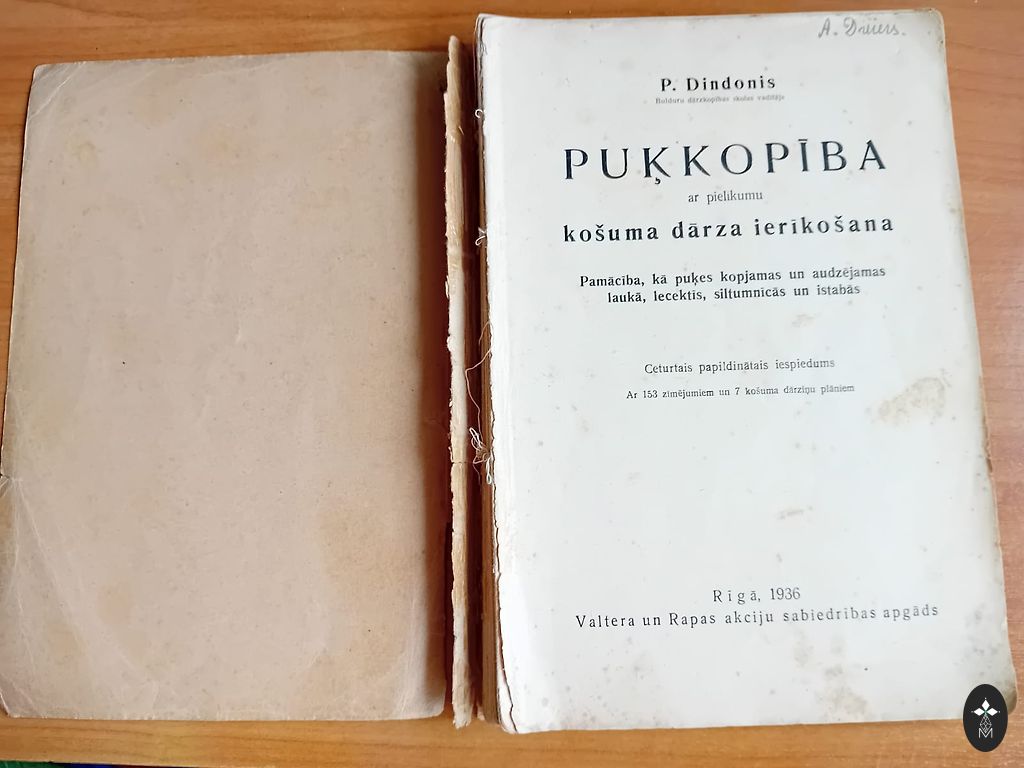 A. Dreiers.
P. Dindonis
Bulduru dārzkopības skolas vadītājs
PUĶKOPĪBA
ar pielikumu
košuma dārza ierīkošana
Pamācība, kā puķes kopjamas un audzējamas
laukā, lecektīs, siltumnīcās un istabās
Ceturtais papildinātais iespiedums
Ar 153 zīmējumiem un 7 košuma dārziņu plāniem
Rīgā, 1936
Valtera un Rapas akciju sabiedrības apgāds
M